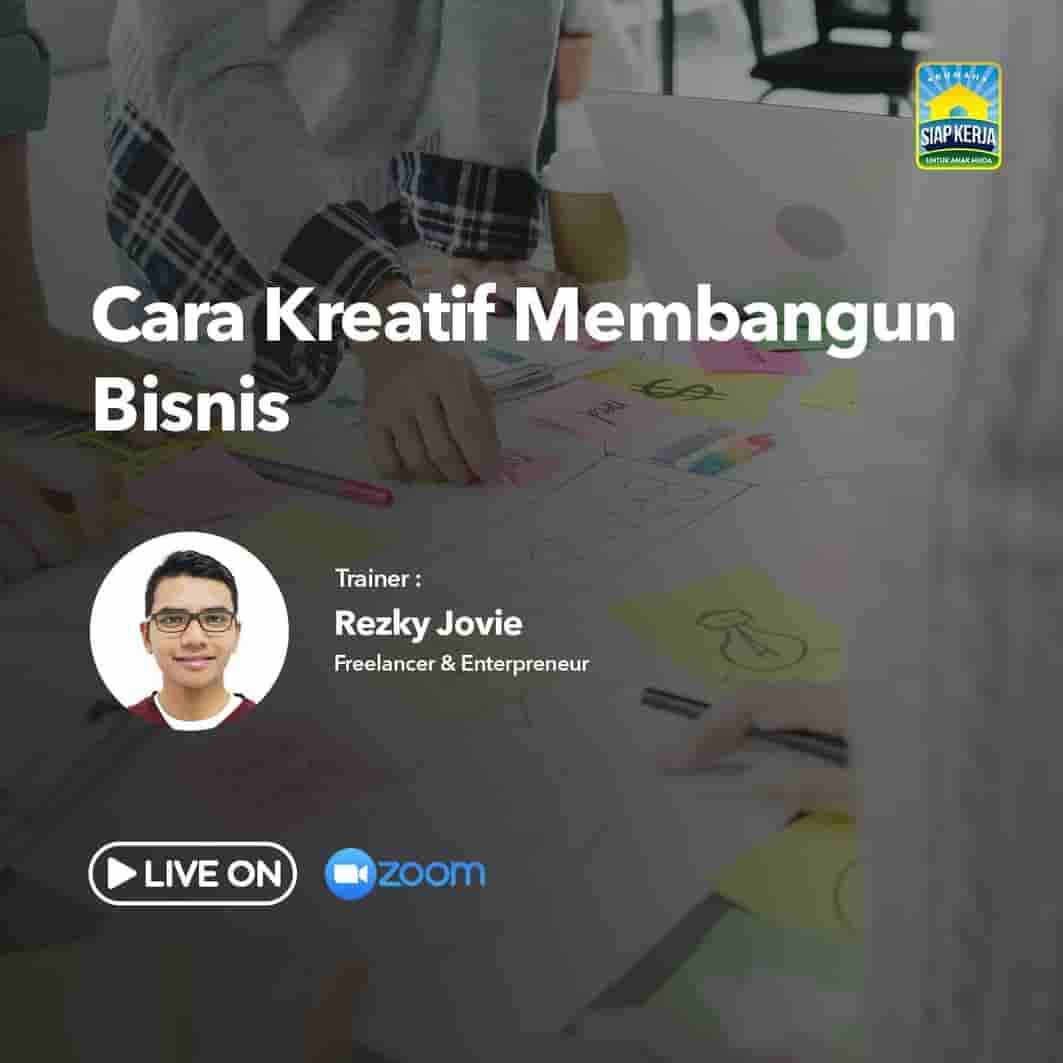 #RUMAH
SIAP KERJA
UNTUK ANAK MUDA
Cara Kreatif Membangun
Bisnis
Trainer :
Rezky Jovie
Freelancer & Enterpreneur
LIVE ON
zoom